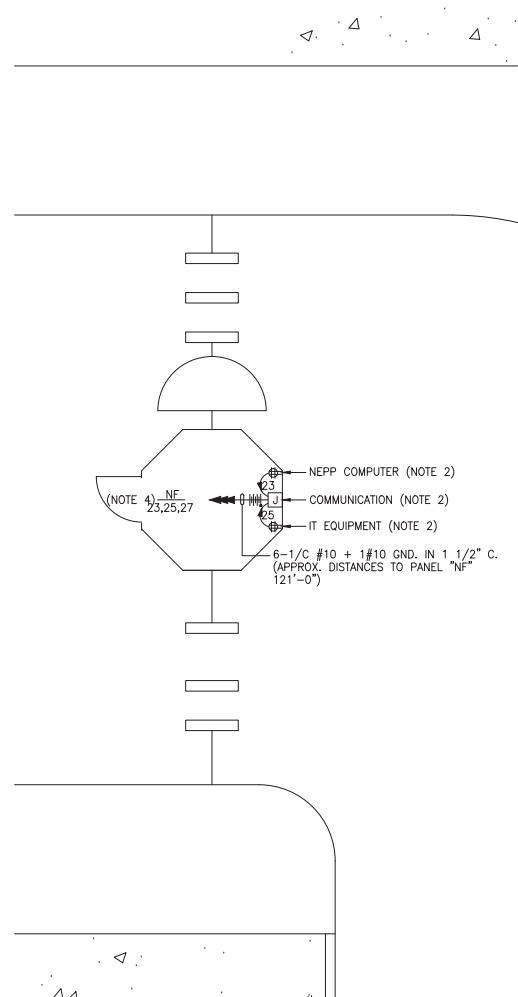 NEPP COMPUTER (NOTE 2)
23
(NOTE 4) NF
23,25,27
J
COMMUNICATION (NOTE 2)
25
IT EQUIPMENT (NOTE 2)
6-1/C #10 + 1#10 GND. IN 1 1/2" C.
(APPROX. DISTANCES TO PANEL "NF"
121'-0")